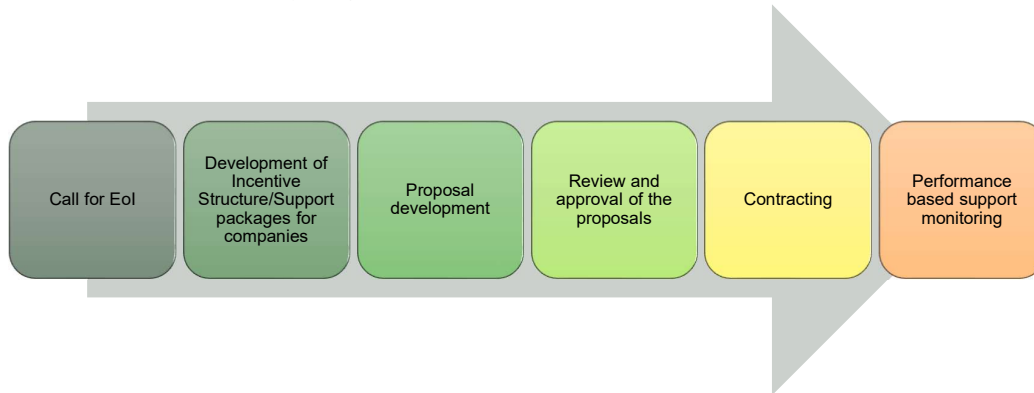 Call for EoI
Development of
Incentive
Structure/Support
packages for
companies
Proposal
development
Review and
approval of the
proposals
Contracting
Performance
based support
monitoring